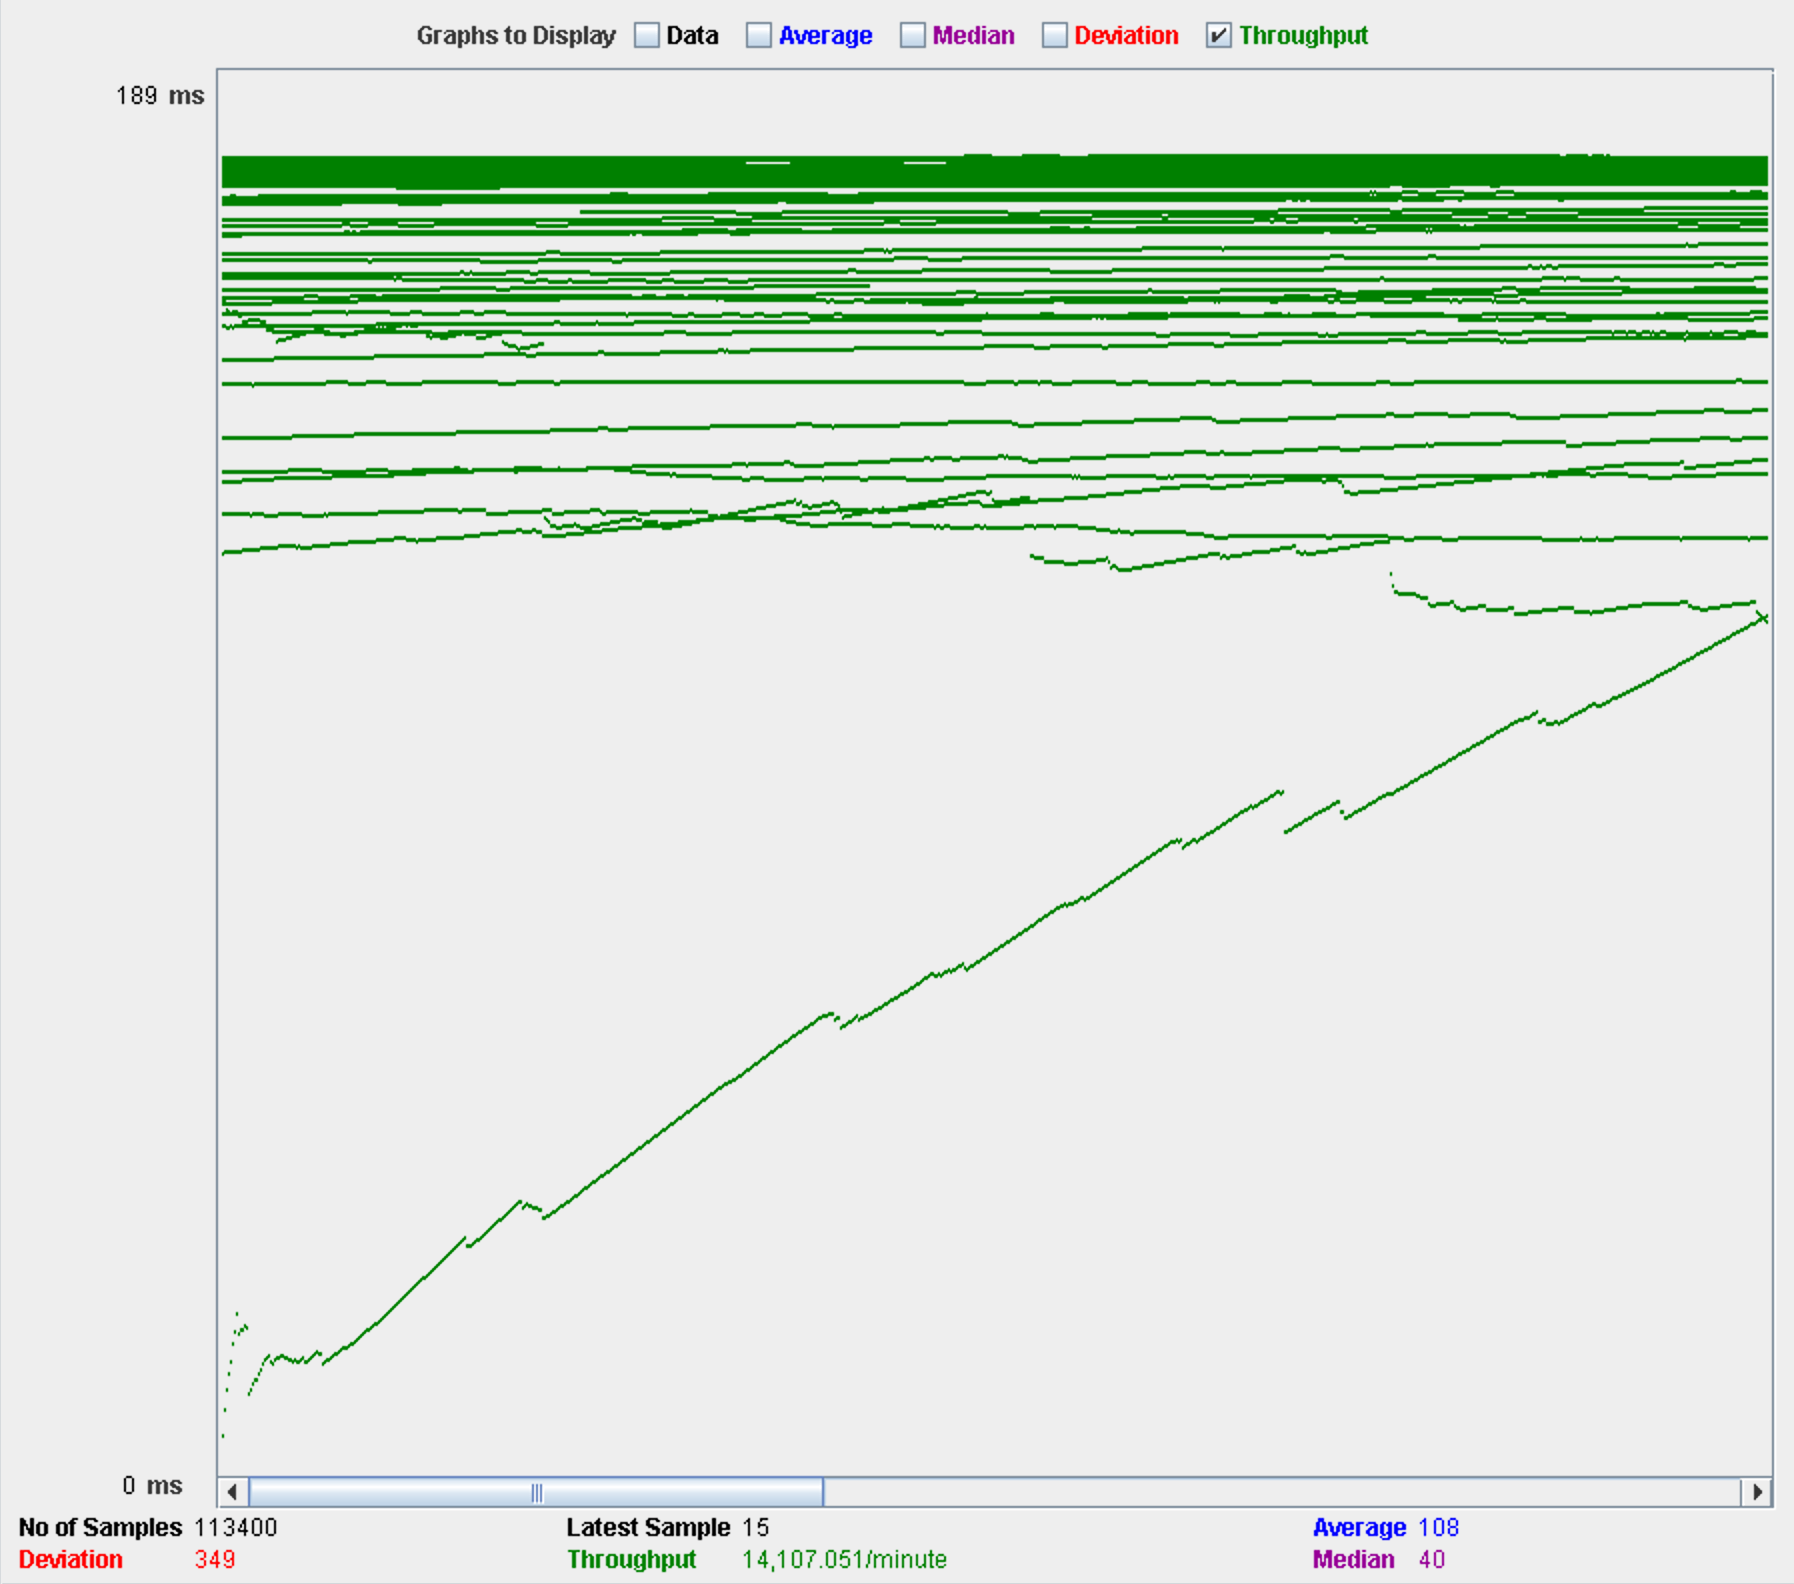 Graphs to Display Data Average Median Deviation Throughput
189 ms
0 ms
No of Samples 113400 Latest Sample 15 Average 108
Deviation 349 Throughput 14,107.051/minute Median 40